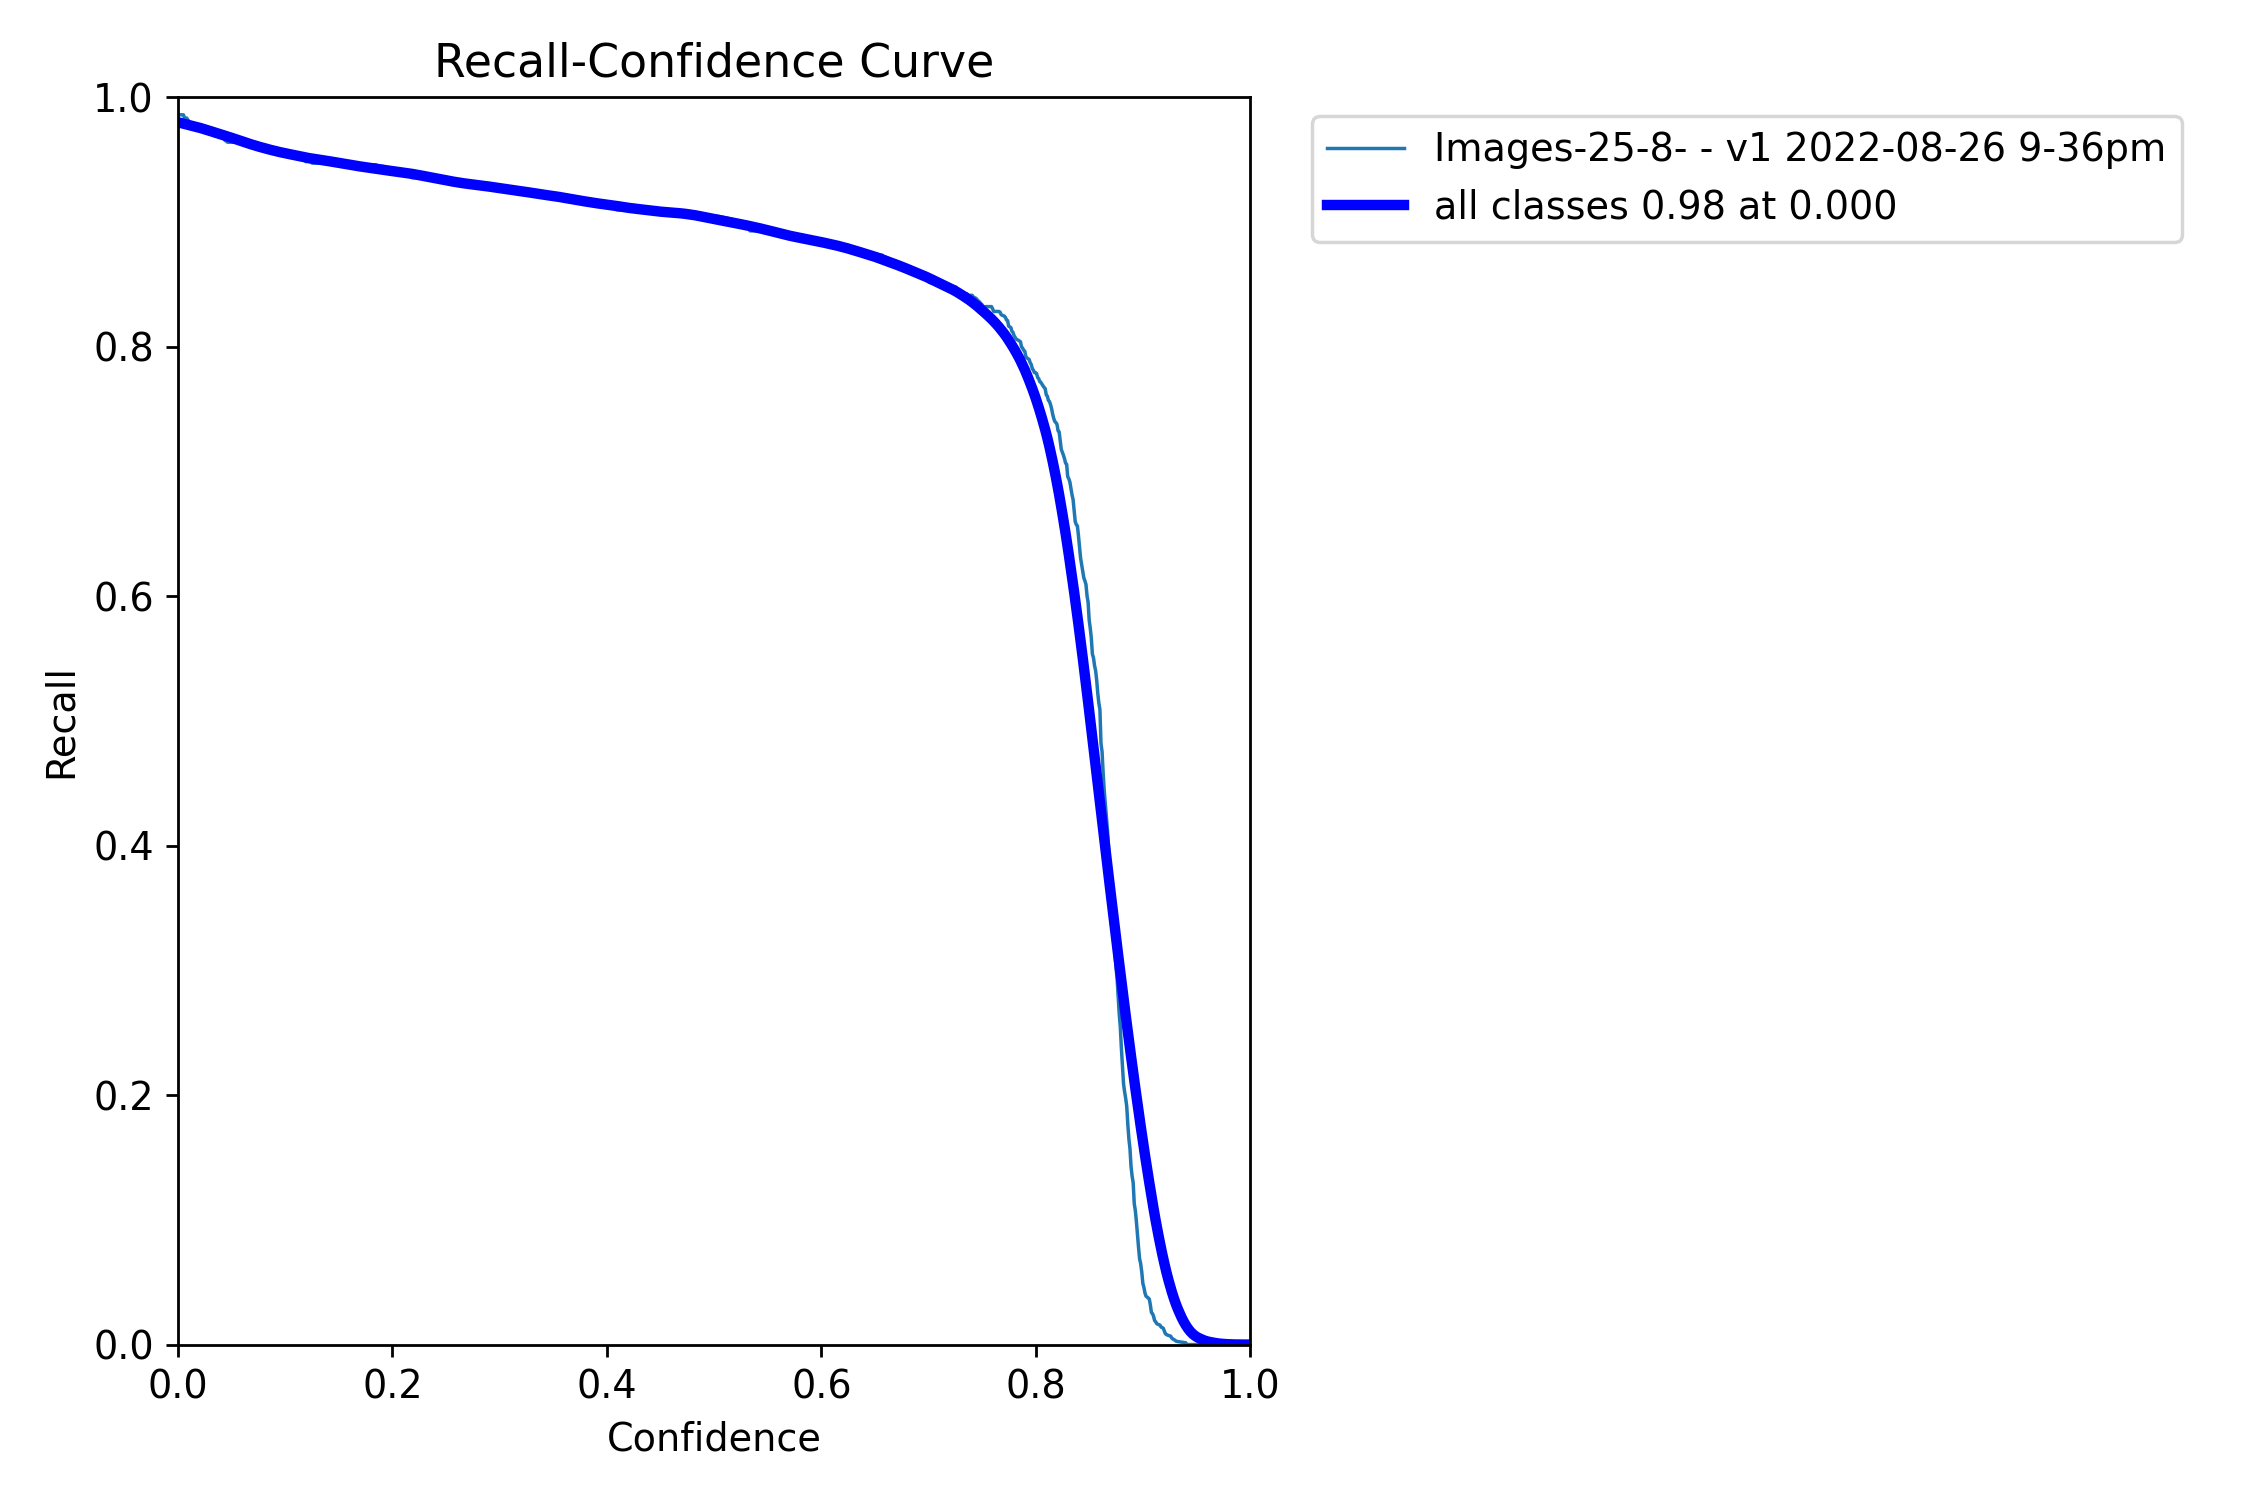 Recall-Confidence Curve
1.0
0.8
0.6
0.4
0.2
0.0
Recall
0.0 0.2 0.4 0.6 0.8 1.0
Confidence
Images-25-8- - v1 2022-08-26 9-36pm
all classes 0.98 at 0.000